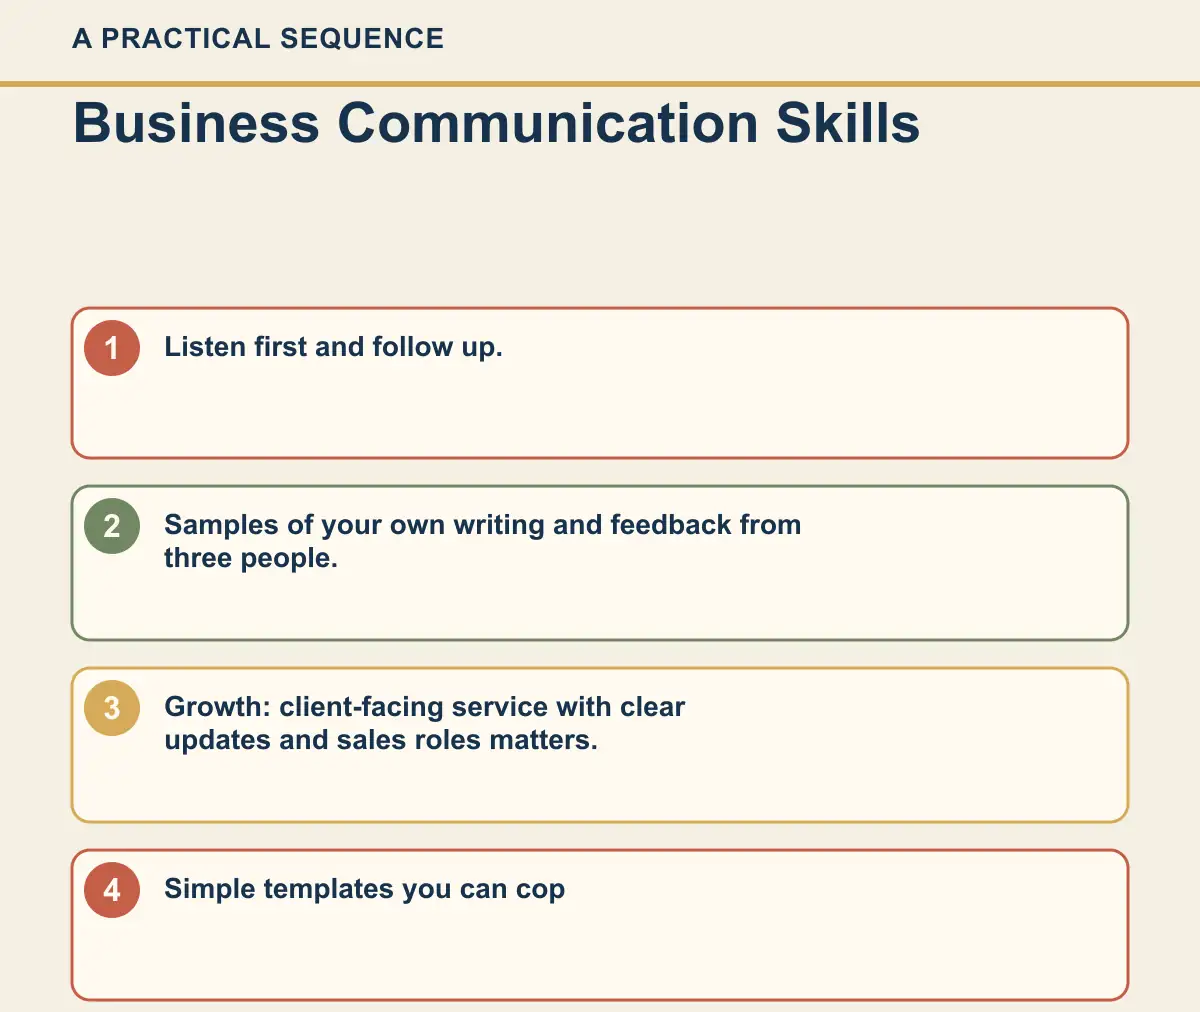 A PRACTICAL SEQUENCE
Business Communication Skills
1
Listen first and follow up.
2
Samples of your own writing and feedback from
three people.
3
Growth: client-facing service with clear
updates and sales roles matters.
4
Simple templates you can cop